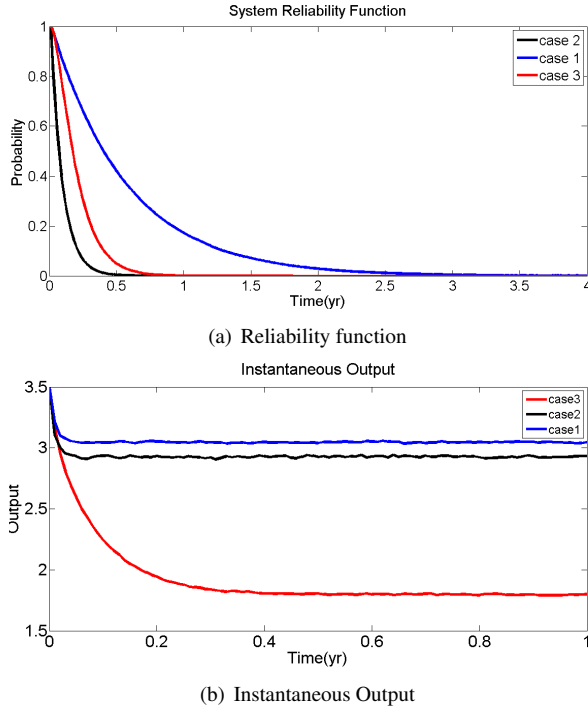 System Reliability Function
1
0.8
0.6
0.4
0.2
0
Probability
case 2
case 1
case 3
0 0.5 1 1.5 2 2.5 3 3.5 4
Time(yr)
(a) Reliability function
Instantaneous Output
3.5
3
2.5
2
1.5
Output
case3
case2
case1
0 0.2 0.4 0.6 0.8 1
Time(yr)
(b) Instantaneous Output